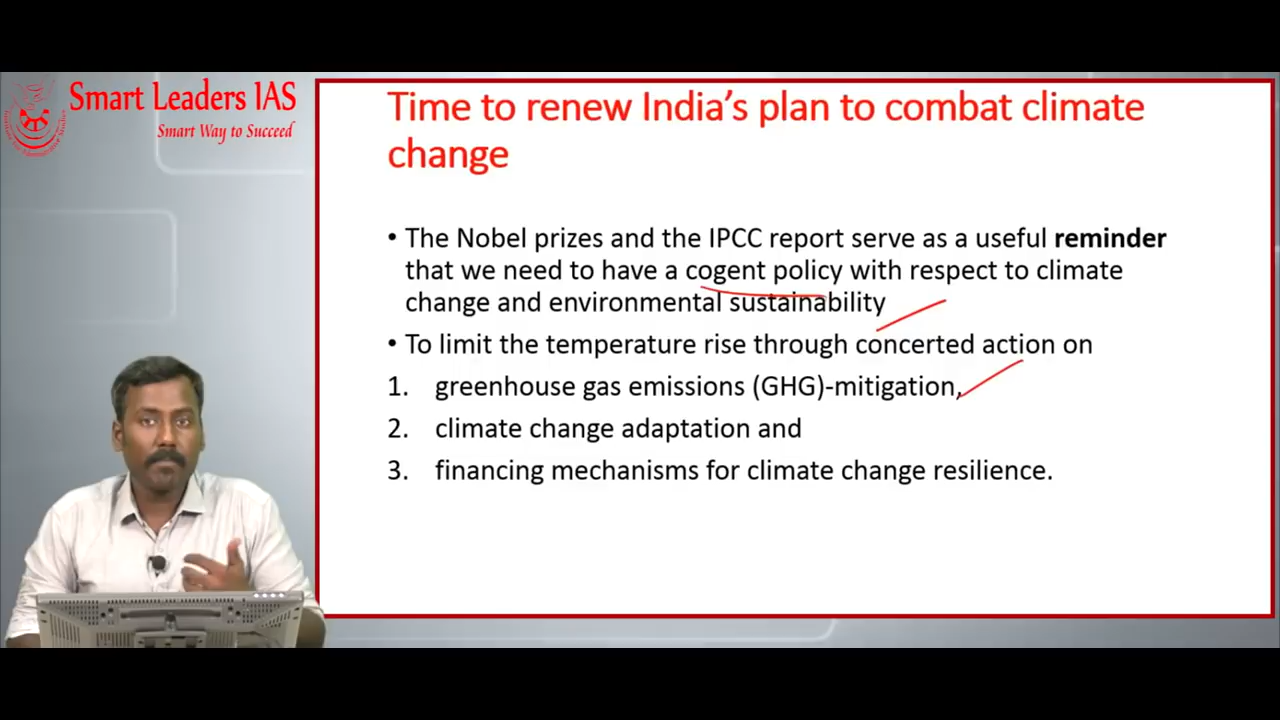 Smart Leaders IAS
Smart Way to Succeed
Time to renew India's plan to combat climate
change
• The Nobel prizes and the IPCC report serve as a useful reminder
that we need to have a cogent policy with respect to climate
change and environmental sustainability
• To limit the temperature rise through concerted action on
1. greenhouse gas emissions (GHG)-mitigation,
2. climate change adaptation and
3. financing mechanisms for climate change resilience.